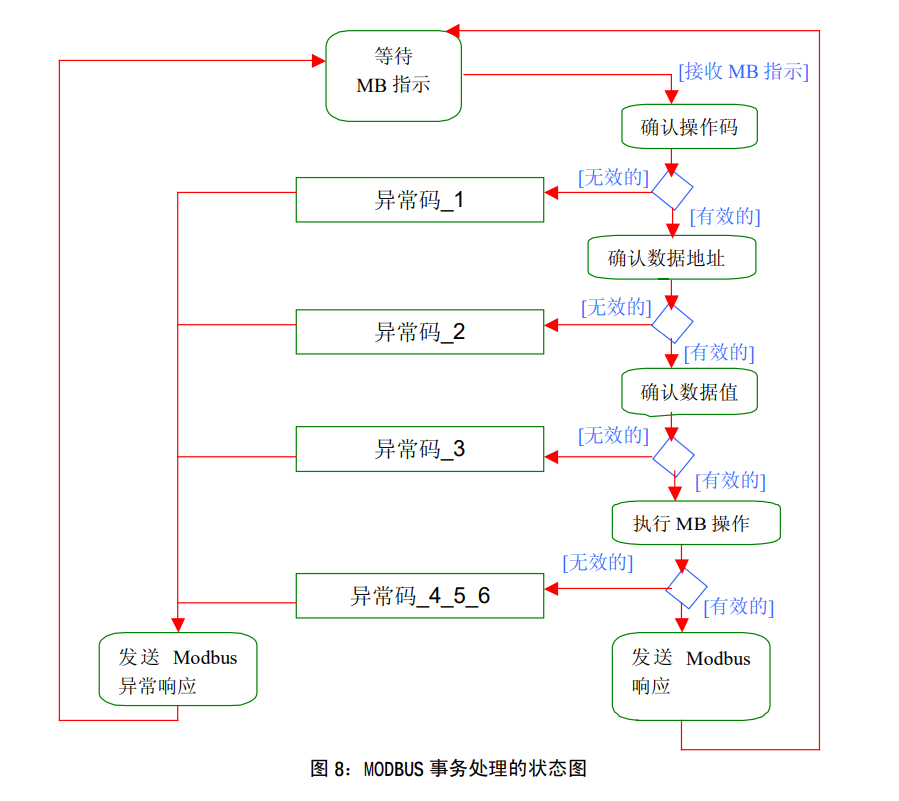 等待
MB 指示
[接收 MB 指示]
确认操作码
[无效的]
异常码_1
[有效的]
确认数据地址
[无效的]
异常码_2
[有效的]
确认数据值
[无效的]
异常码_3
[有效的]
执行 MB 操作
[无效的]
异常码_4_5_6
[有效的]
发送 Modbus
异常响应
发送 Modbus
响应
图 8：MODBUS 事务处理的状态图